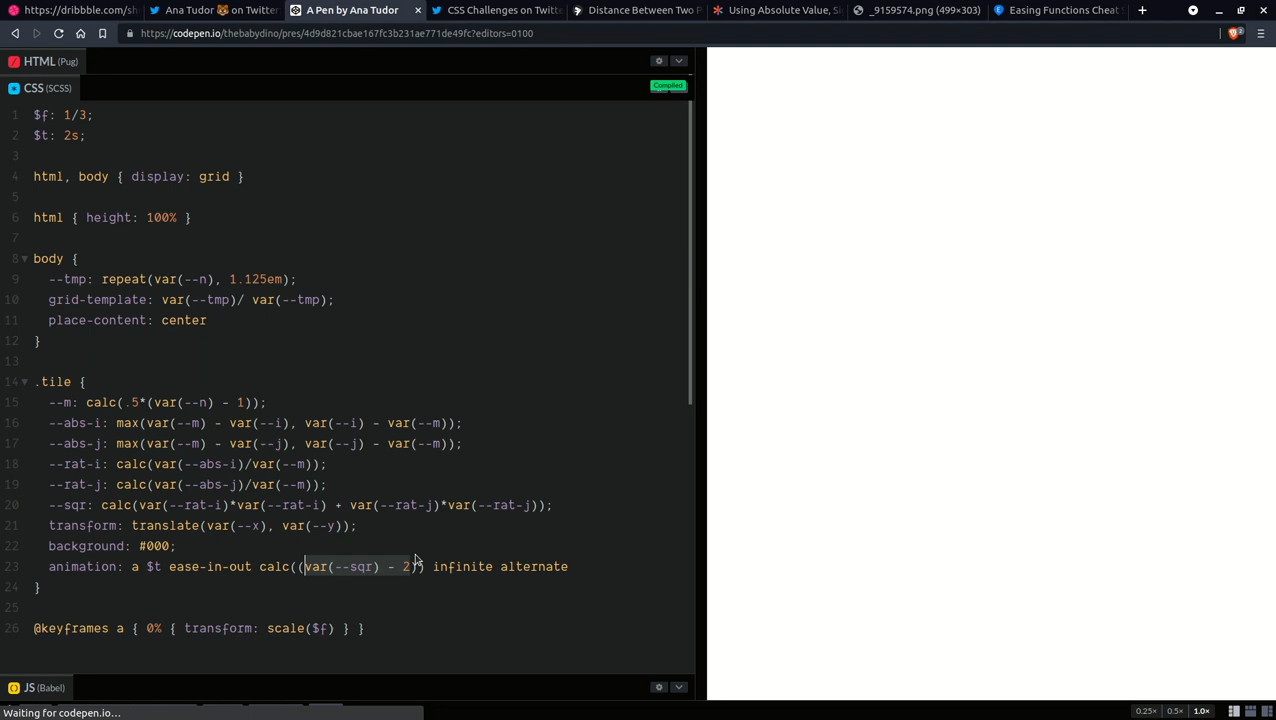 https://dribbble.com/sh
Ana Tudor 🐯 on Twitter
A Pen by Ana Tudor
CSS Challenges on Twitt
Distance Between Two P
Using Absolute Value, Si
_9159574.png (499×303)
Easing Functions Cheat S
https://codepen.io/thebabydino/pres/4d9d821cbae167fc3b231ae771de49fc?editors=0100
HTML (Pug)
CSS (SCSS)
Compiled
1 $f: 1/3;
2 $t: 2s;
3
4 html, body { display: grid }
5
6 html { height: 100% }
7
8 body {
9 --tmp: repeat(var(--n), 1.125em);
10 grid-template: var(--tmp)/ var(--tmp);
11 place-content: center
12 }
13
14 .tile {
15 --m: calc(.5*(var(--n) - 1));
16 --abs-i: max(var(--m) - var(--i), var(--i) - var(--m));
17 --abs-j: max(var(--m) - var(--j), var(--j) - var(--m));
18 --rat-i: calc(var(--abs-i)/var(--m));
19 --rat-j: calc(var(--abs-j)/var(--m));
20 --sqr: calc(var(--rat-i)*var(--rat-i) + var(--rat-j)*var(--rat-j));
21 transform: translate(var(--x), var(--y));
22 background: #000;
23 animation: a $t ease-in-out calc((var(--sqr) - 2)) infinite alternate
24 }
25
26 @keyframes a { 0% { transform: scale($f) } }
JS (Babel)
Waiting for codepen.io…
0.25× 0.5× 1.0×